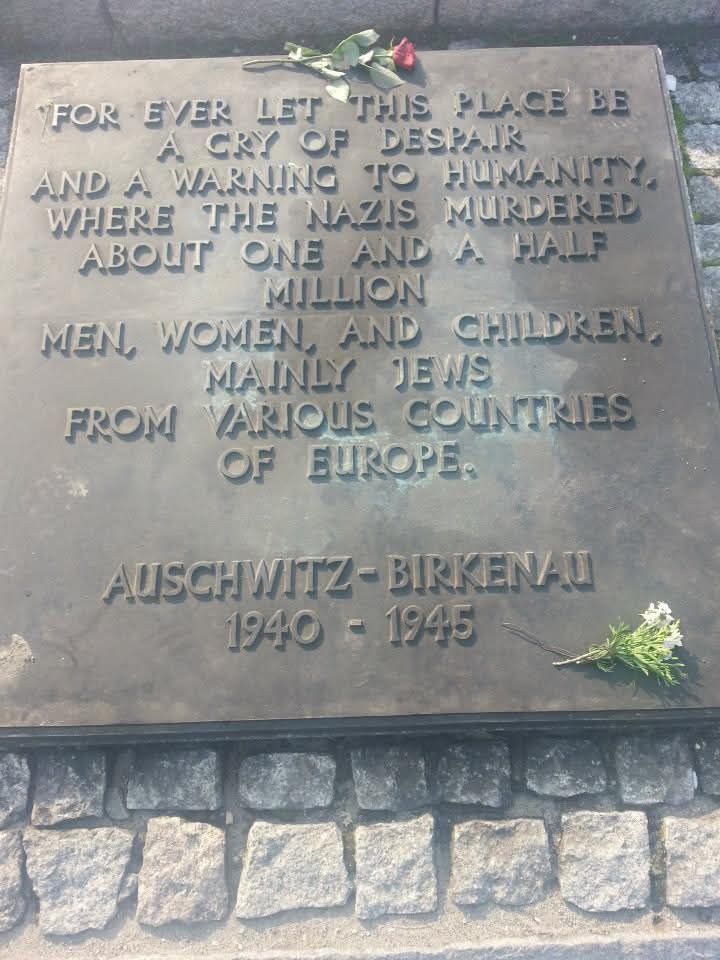 FOR EVER LET THIS PLACE BE
A CRY OF DESPAIR
AND A WARNING TO HUMANITY,
WHERE THE NAZIS MURDERED
ABOUT ONE AND A HALF
MILLION
MEN, WOMEN, AND CHILDREN,
MAINLY JEWS
FROM VARIOUS COUNTRIES
OF EUROPE.
AUSCHWITZ - BIRKENAU
1940 - 1945